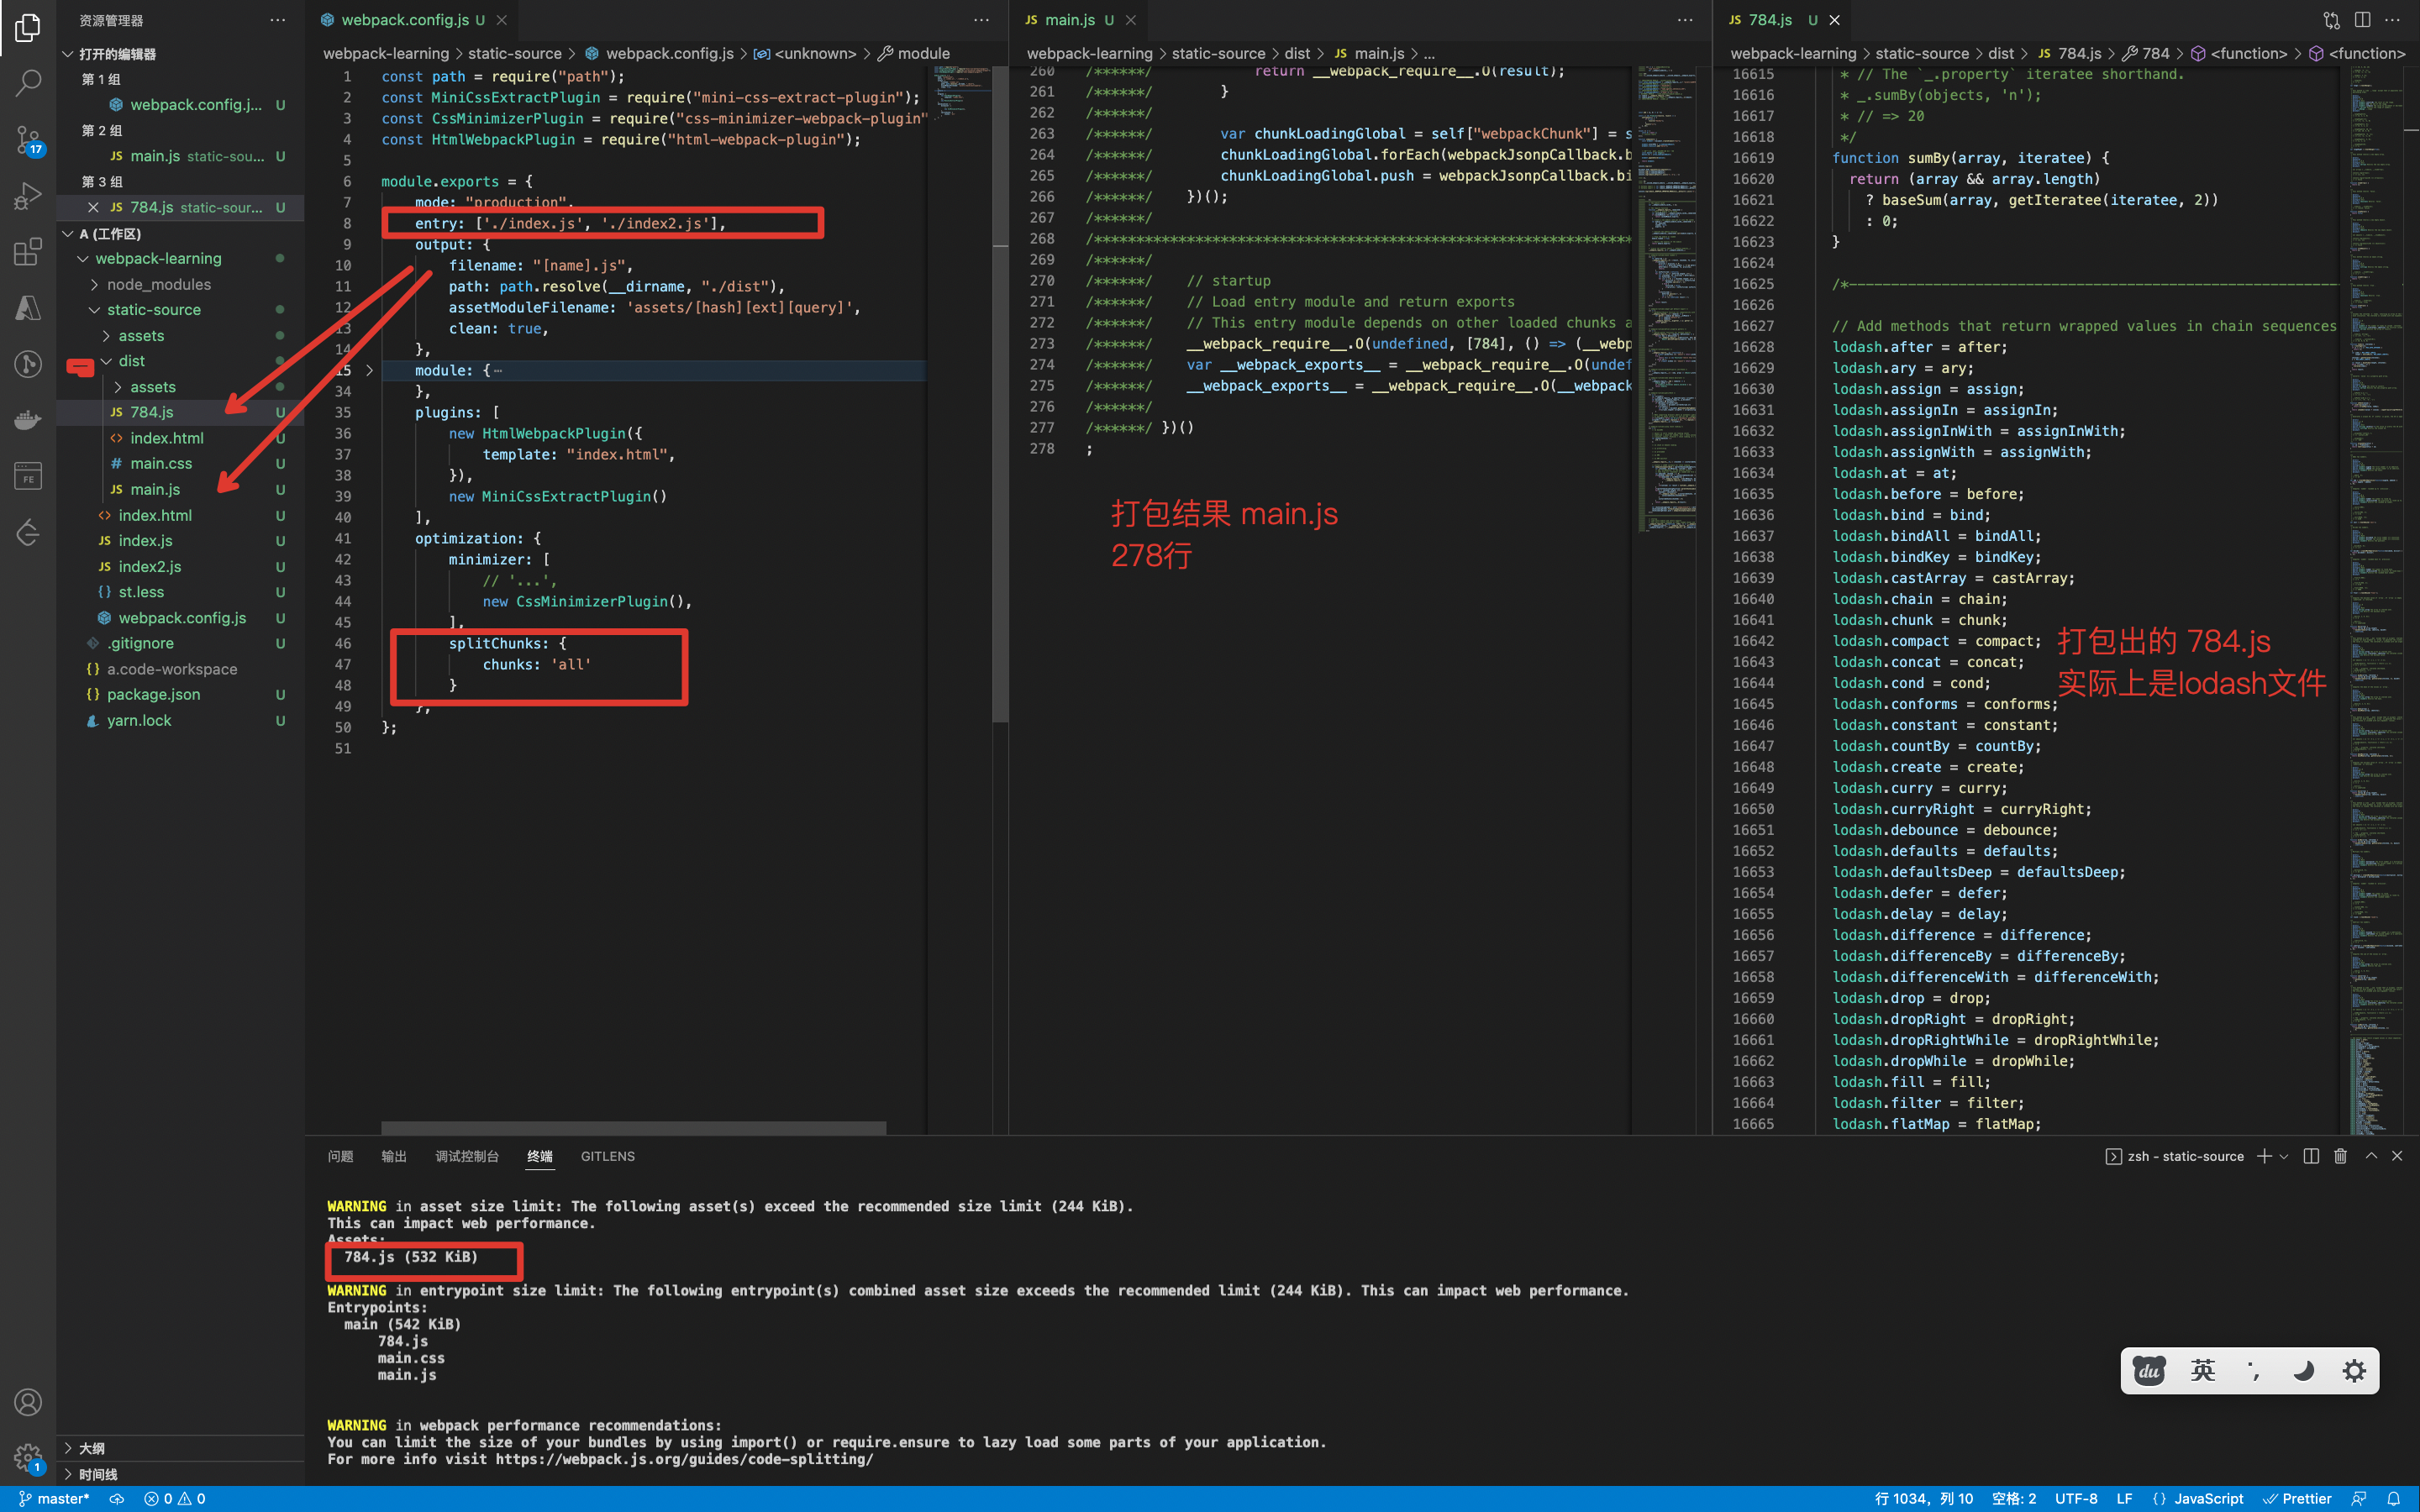 资源管理器
打开的编辑器
第 1 组
webpack.config.j... U
第 2 组
JS main.js static-sou... U
第 3 组
JS 784.js static-sour... U
A (工作区)
webpack-learning
node_modules
static-source
assets
dist
assets
JS 784.js U
<> index.html U
# main.css U
JS main.js U
<> index.html U
JS index.js U
JS index2.js U
{} st.less U
webpack.config.js U
.gitignore U
{} a.code-workspace
{} package.json U
yarn.lock U
大纲
时间线
17
FE
1
webpack.config.js U
webpack-learning > static-source > webpack.config.js > <unknown> > module
1 const path = require("path");
2 const MiniCssExtractPlugin = require("mini-css-extract-plugin");
3 const CssMinimizerPlugin = require("css-minimizer-webpack-plugin"
4 const HtmlWebpackPlugin = require("html-webpack-plugin");
5
6 module.exports = {
7 mode: "production",
8 entry: ['./index.js', './index2.js'],
9 output: {
10 filename: "[name].js",
11 path: path.resolve(__dirname, "./dist"),
12 assetModuleFilename: 'assets/[hash][ext][query]',
13 clean: true,
14 },
15 module: {…
34 },
35 plugins: [
36 new HtmlWebpackPlugin({
37 template: "index.html",
38 }),
39 new MiniCssExtractPlugin()
40 ],
41 optimization: {
42 minimizer: [
43 // '...',
44 new CssMinimizerPlugin(),
45 ],
46 splitChunks: {
47 chunks: 'all'
48 }
49 },
50 };
51
JS main.js U
webpack-learning > static-source > dist > JS main.js > ...
260 /******/ return __webpack_require__.O(result);
261 /******/ }
262 /******/
263 /******/ var chunkLoadingGlobal = self["webpackChunk"] = s
264 /******/ chunkLoadingGlobal.forEach(webpackJsonpCallback.b
265 /******/ chunkLoadingGlobal.push = webpackJsonpCallback.bi
266 /******/ })();
267 /******/
268 /************************************************************************
269 /******/
270 /******/ // startup
271 /******/ // Load entry module and return exports
272 /******/ // This entry module depends on other loaded chunks a
273 /******/ __webpack_require__.O(undefined, [784], () => (__webp
274 /******/ var __webpack_exports__ = __webpack_require__.O(undef
275 /******/ __webpack_exports__ = __webpack_require__.O(__webpack
276 /******/
277 /******/ })()
278 ;
打包结果 main.js
278行
JS 784.js U
webpack-learning > static-source > dist > JS 784.js > 784 > <function> > <function>
16615 * // The `_.property` iteratee shorthand.
16616 * _.sumBy(objects, 'n');
16617 * // => 20
16618 */
16619 function sumBy(array, iteratee) {
16620 return (array && array.length)
16621 ? baseSum(array, getIteratee(iteratee, 2))
16622 : 0;
16623 }
16624
16625 /*------------------------------------------------------------
16626
16627 // Add methods that return wrapped values in chain sequences
16628 lodash.after = after;
16629 lodash.ary = ary;
16630 lodash.assign = assign;
16631 lodash.assignIn = assignIn;
16632 lodash.assignInWith = assignInWith;
16633 lodash.assignWith = assignWith;
16634 lodash.at = at;
16635 lodash.before = before;
16636 lodash.bind = bind;
16637 lodash.bindAll = bindAll;
16638 lodash.bindKey = bindKey;
16639 lodash.castArray = castArray;
16640 lodash.chain = chain;
16641 lodash.chunk = chunk;
16642 lodash.compact = compact;
16643 lodash.concat = concat;
16644 lodash.cond = cond;
16645 lodash.conforms = conforms;
16646 lodash.constant = constant;
16647 lodash.countBy = countBy;
16648 lodash.create = create;
16649 lodash.curry = curry;
16650 lodash.curryRight = curryRight;
16651 lodash.debounce = debounce;
16652 lodash.defaults = defaults;
16653 lodash.defaultsDeep = defaultsDeep;
16654 lodash.defer = defer;
16655 lodash.delay = delay;
16656 lodash.difference = difference;
16657 lodash.differenceBy = differenceBy;
16658 lodash.differenceWith = differenceWith;
16659 lodash.drop = drop;
16660 lodash.dropRight = dropRight;
16661 lodash.dropRightWhile = dropRightWhile;
16662 lodash.dropWhile = dropWhile;
16663 lodash.fill = fill;
16664 lodash.filter = filter;
16665 lodash.flatMap = flatMap;
打包出的 784.js
实际上是lodash文件
问题 输出 调试控制台 终端 GITLENS
zsh - static-source
WARNING in asset size limit: The following asset(s) exceed the recommended size limit (244 KiB).
This can impact web performance.
Assets:
784.js (532 KiB)
WARNING in entrypoint size limit: The following entrypoint(s) combined asset size exceeds the recommended limit (244 KiB). This can impact web performance.
Entrypoints:
main (542 KiB)
784.js
main.css
main.js
WARNING in webpack performance recommendations:
You can limit the size of your bundles by using import() or require.ensure to lazy load some parts of your application.
For more info visit https://webpack.js.org/guides/code-splitting/
du 英
master* 0 0 行 1034，列 10 空格: 2 UTF-8 LF {} JavaScript Prettier